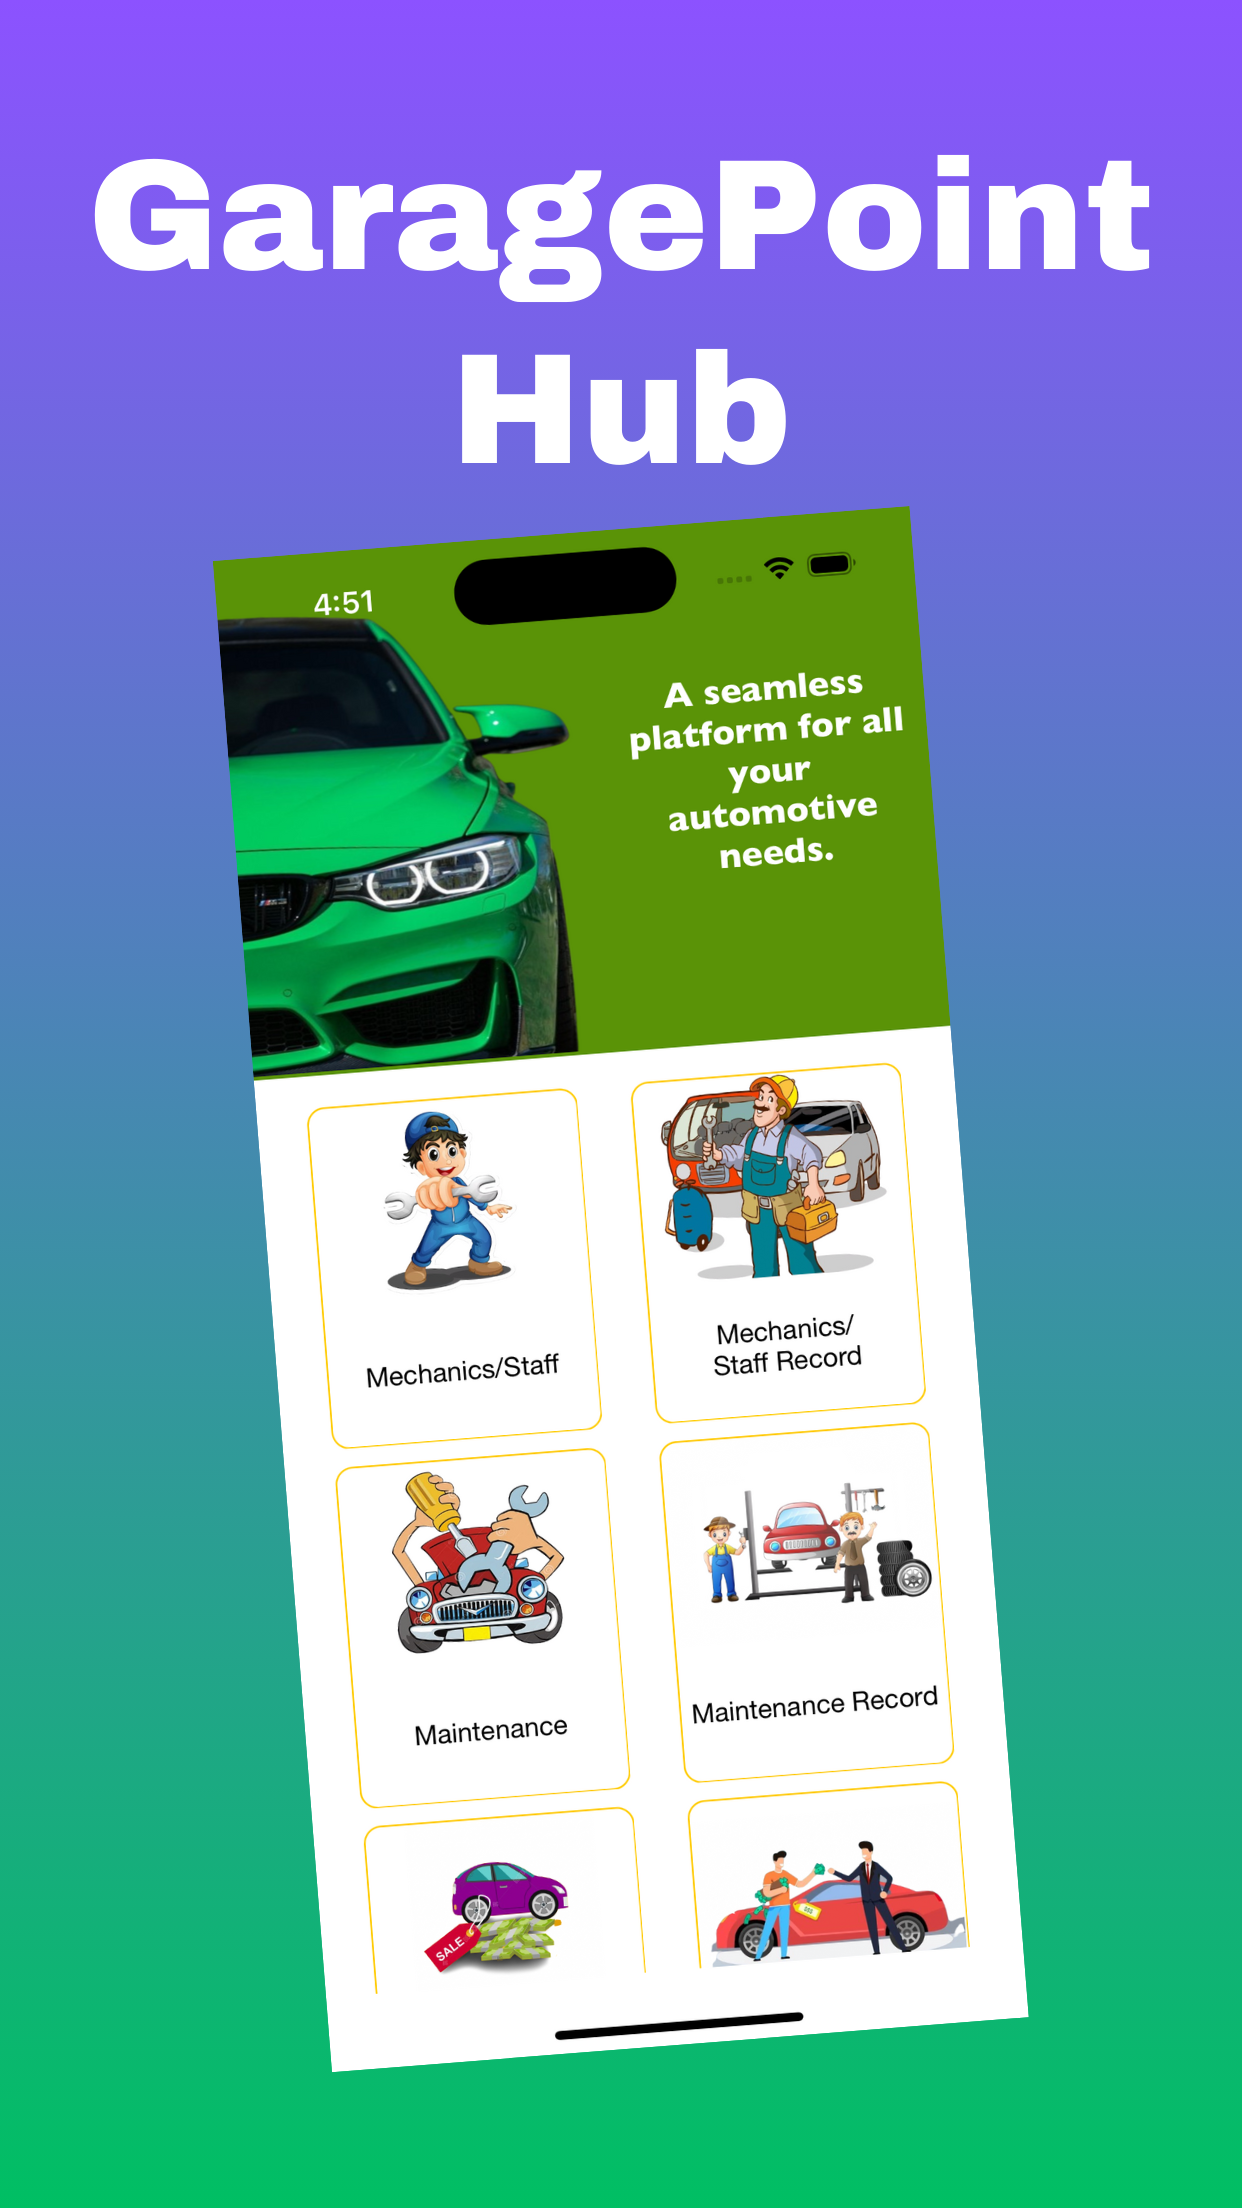 GaragePoint
Hub
4:51
A seamless
platform for all
your
automotive
needs.
Mechanics/Staff
Mechanics/
Staff Record
Maintenance
Maintenance Record
SALE